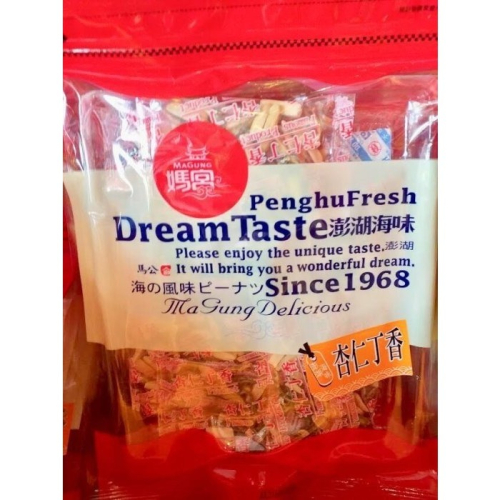 MAGUNG
媽宮
PenghuFresh
DreamTaste澎湖海味
Please enjoy the unique taste.澎湖
馬公 It will bring you a wonderful dream.
海の風味ピーナッツSince1968
MaGungDelicious
杏仁丁香